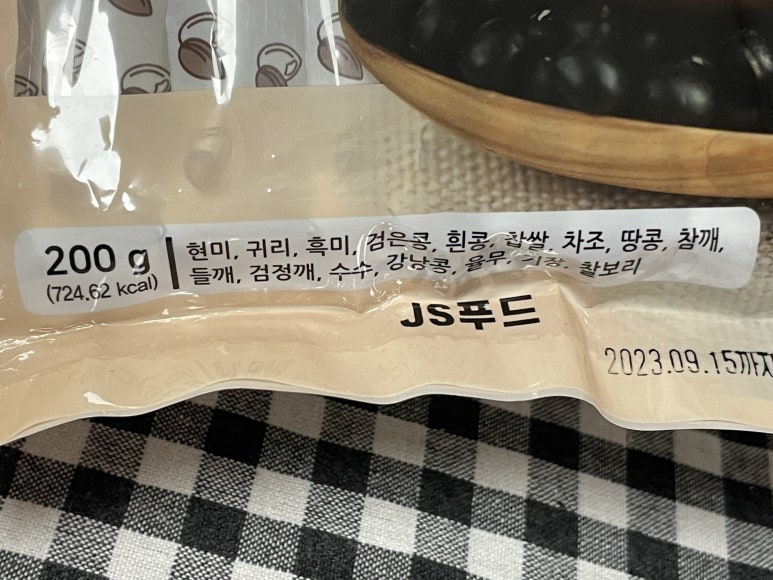 200 g
(724.62 kcal)
현미, 귀리, 흑미, 검은콩, 흰콩, 찹쌀, 차조, 땅콩, 참깨,
들깨, 검정깨, 수수, 강낭콩, 율무, 기장, 찰보리
JS푸드
2023.09.15까지